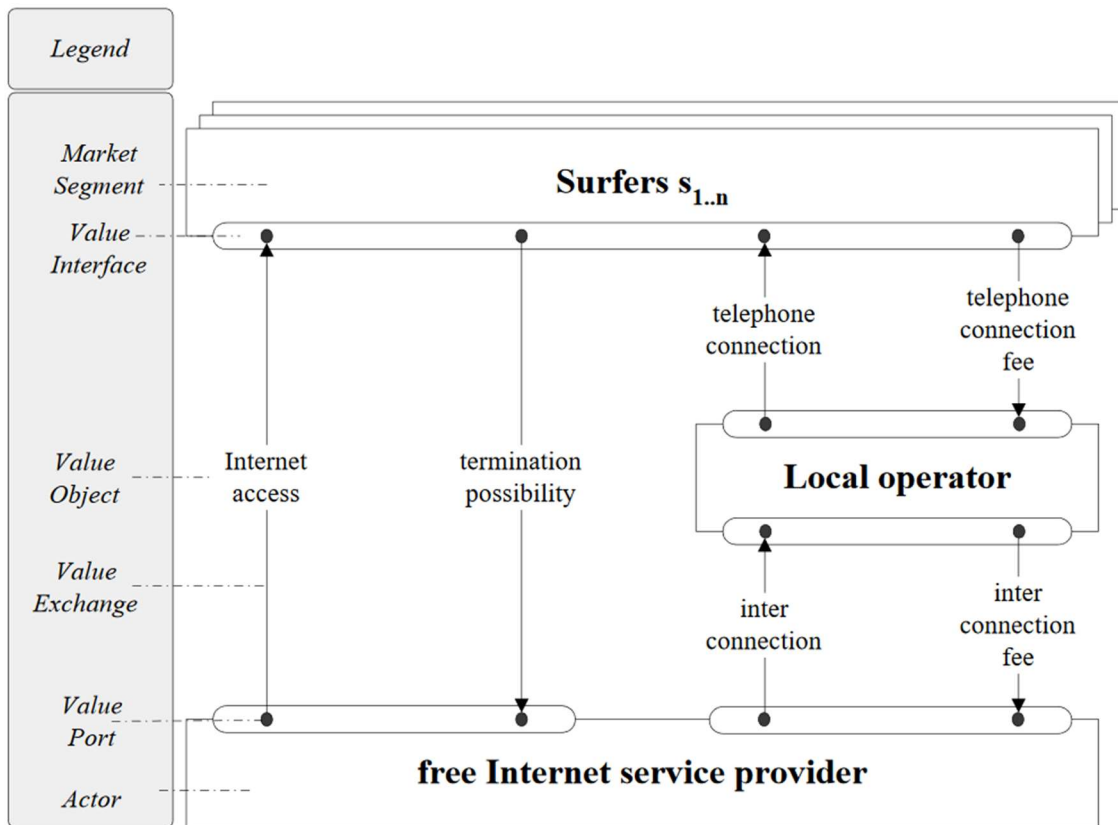 Legend
Market
Segment
Value
Interface
Value
Object
Value
Exchange
Value
Port
Actor
Surfers s1..n
telephone
connection
telephone
connection
fee
Internet
access
termination
possibility
Local operator
inter
connection
inter
connection
fee
free Internet service provider